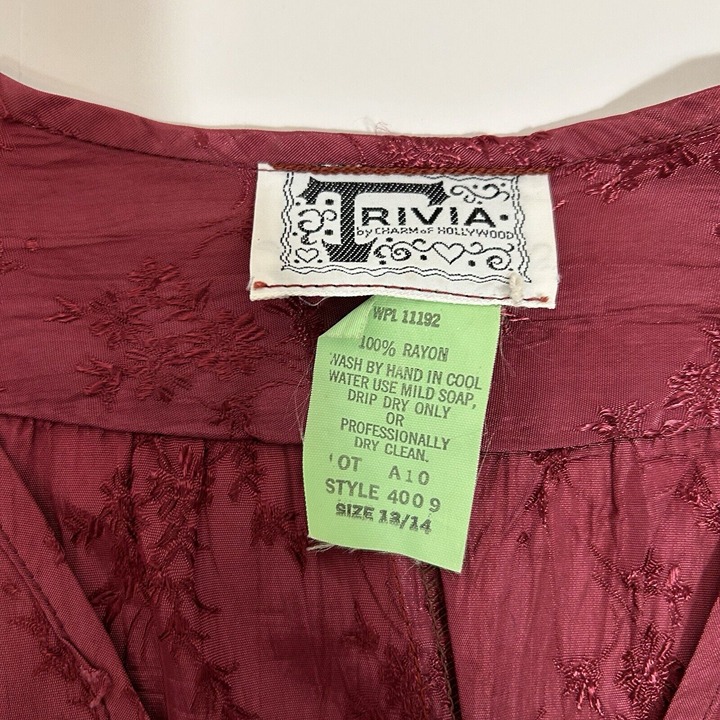 TRIVIA
by CHARM OF HOLLYWOOD
WPL 11192
100% RAYON
WASH BY HAND IN COOL
WATER USE MILD SOAP,
DRIP DRY ONLY
OR
PROFESSIONALLY
DRY CLEAN.
OT A10
STYLE 4009
SIZE 13/14